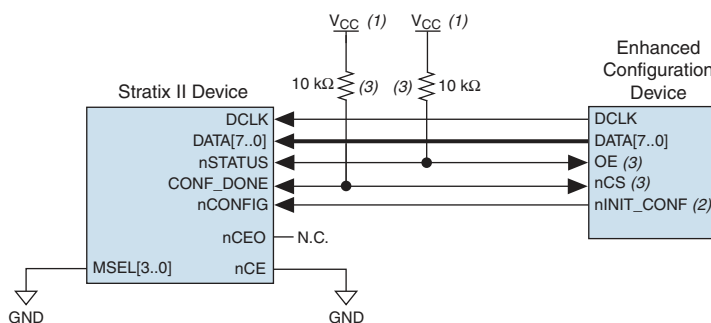 V_CC (1)
V_CC (1)
Enhanced
Configuration
Device
10 kΩ
(3)
(3)
10 kΩ
Stratix II Device
DCLK
DCLK
DATA[7..0]
DATA[7..0]
nSTATUS
OE (3)
CONF_DONE
nCS (3)
nCONFIG
nINIT_CONF (2)
nCEO
N.C.
MSEL[3..0]
nCE
GND
GND